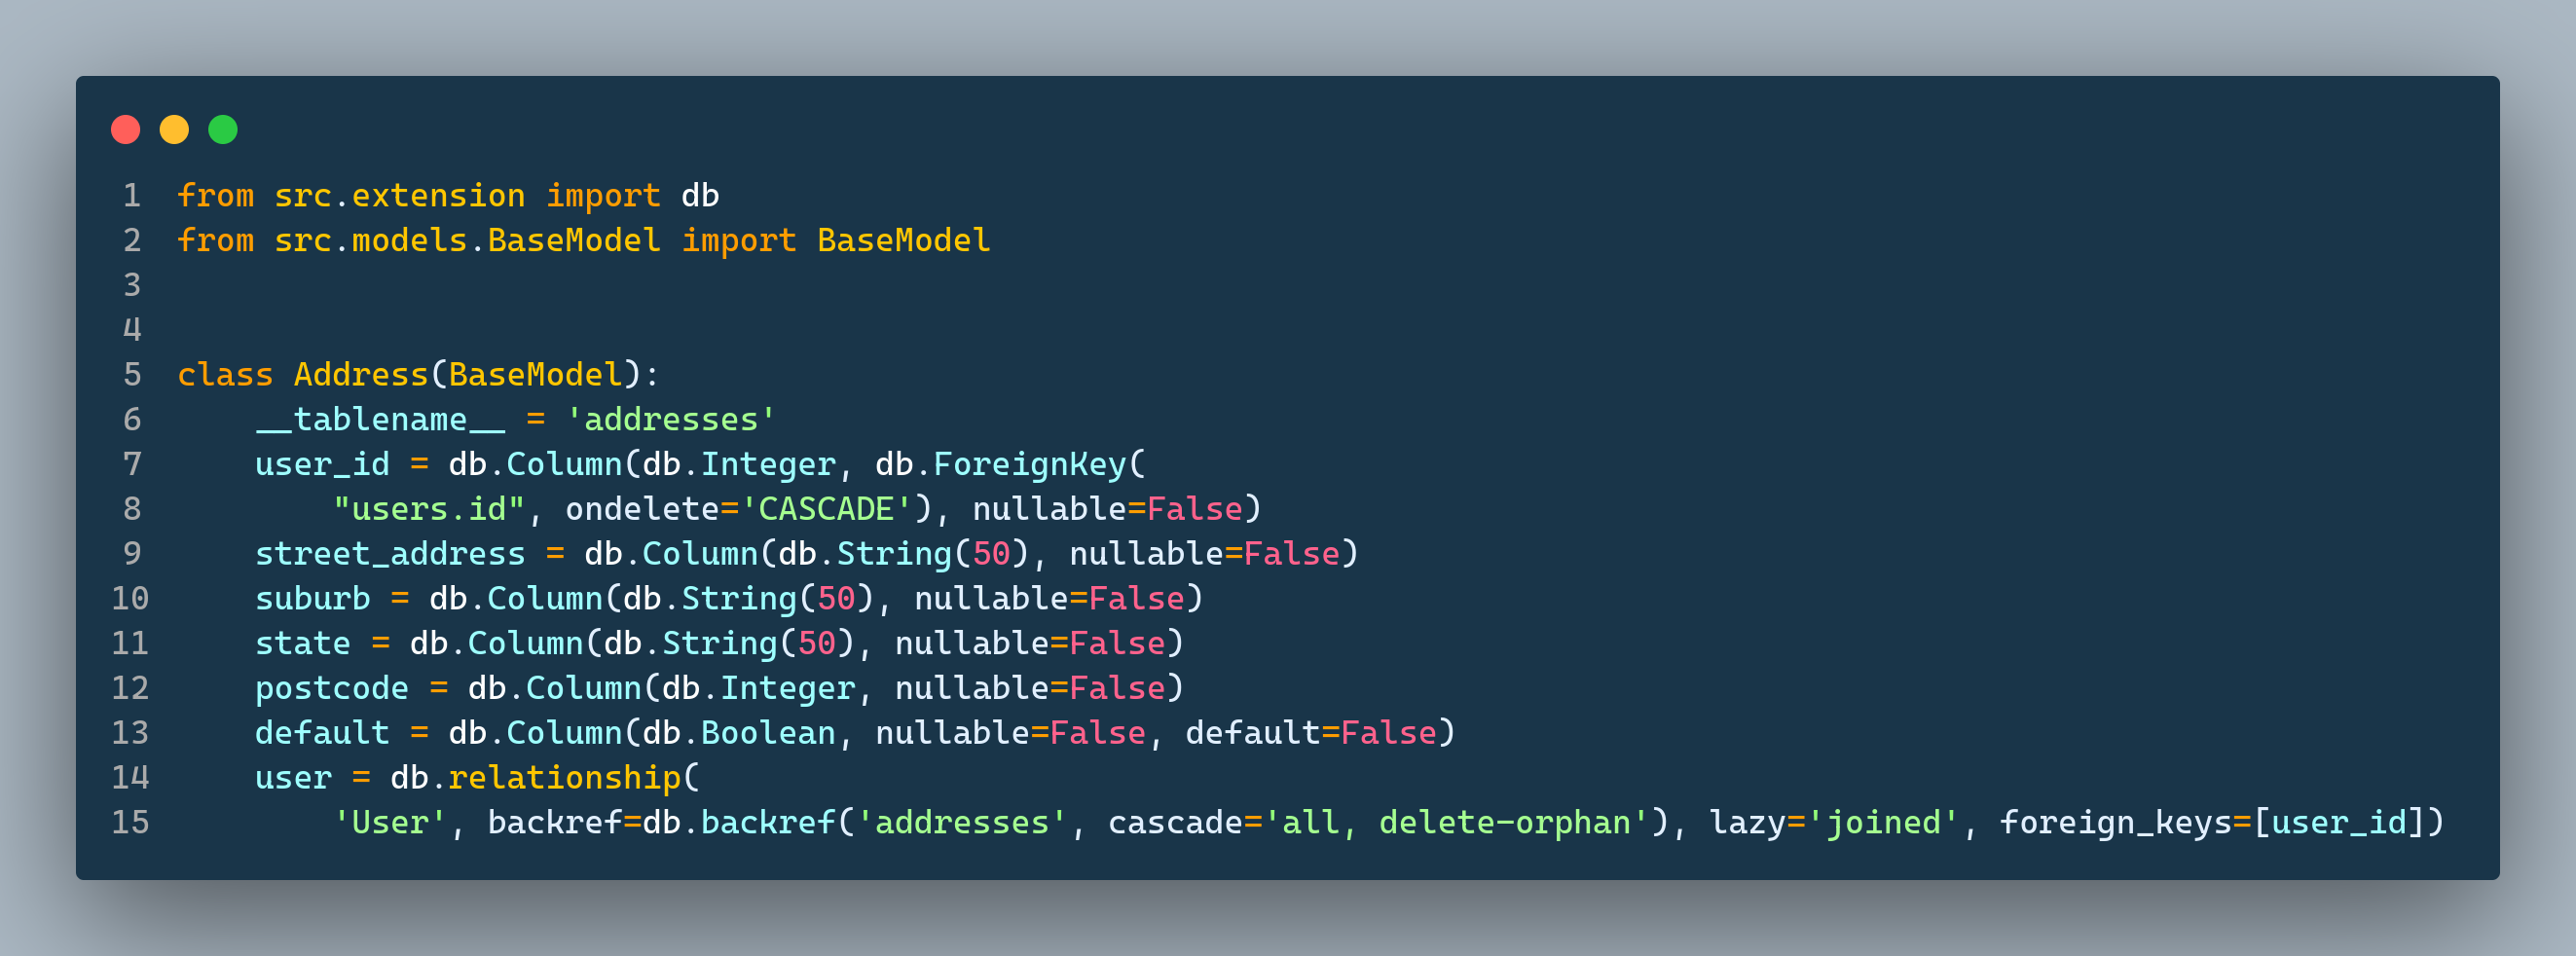 1 from src.extension import db
2 from src.models.BaseModel import BaseModel
3
4
5 class Address(BaseModel):
6     __tablename__ = 'addresses'
7     user_id = db.Column(db.Integer, db.ForeignKey(
8         "users.id", ondelete='CASCADE'), nullable=False)
9     street_address = db.Column(db.String(50), nullable=False)
10     suburb = db.Column(db.String(50), nullable=False)
11     state = db.Column(db.String(50), nullable=False)
12     postcode = db.Column(db.Integer, nullable=False)
13     default = db.Column(db.Boolean, nullable=False, default=False)
14     user = db.relationship(
15         'User', backref=db.backref('addresses', cascade='all, delete-orphan'), lazy='joined', foreign_keys=[user_id])